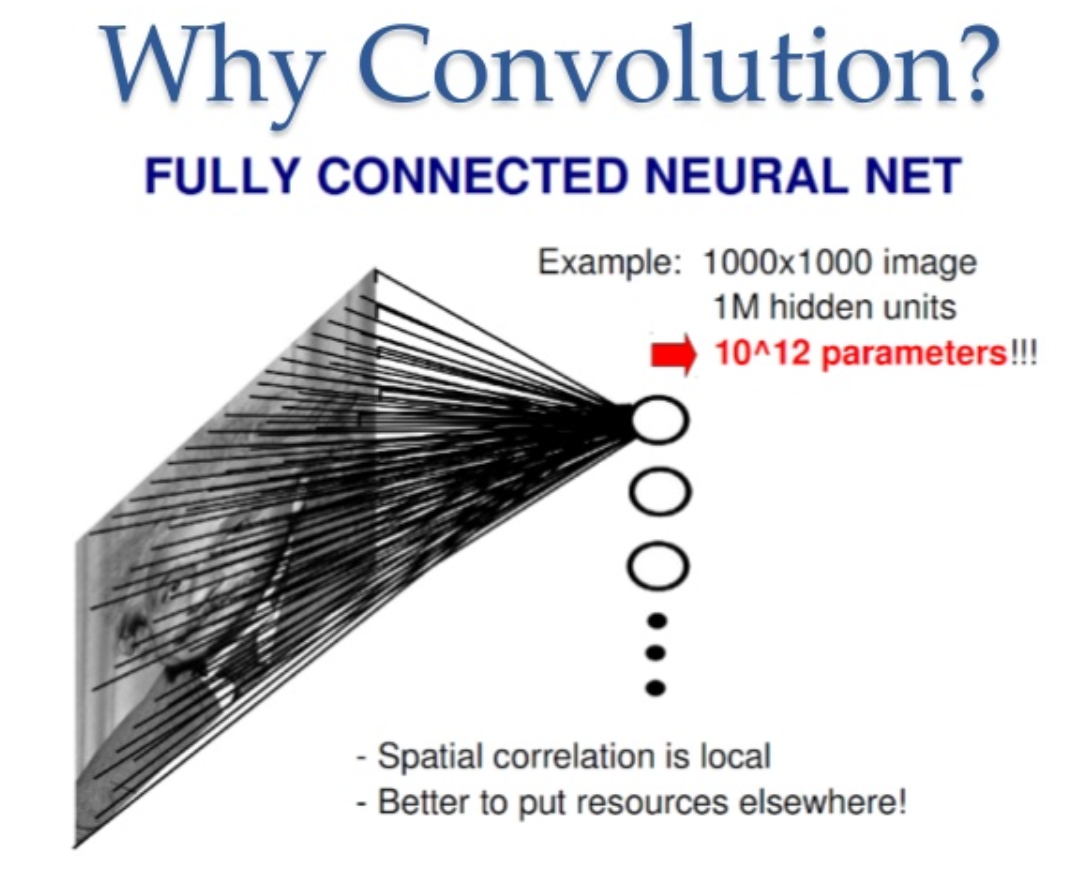 Why Convolution?
FULLY CONNECTED NEURAL NET
Example: 1000x1000 image
1M hidden units
10^12 parameters!!!
- Spatial correlation is local
- Better to put resources elsewhere!